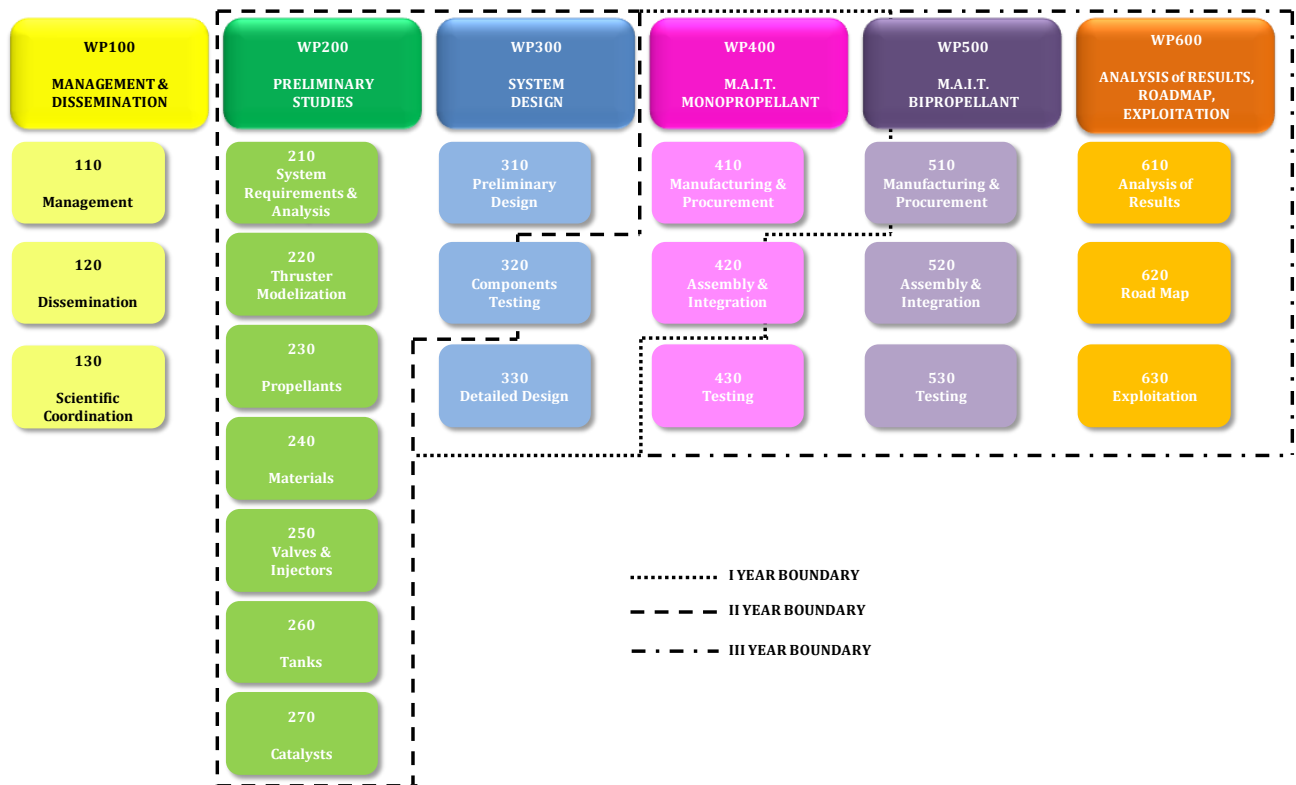 WP100
MANAGEMENT &
DISSEMINATION
WP200
PRELIMINARY
STUDIES
WP300
SYSTEM
DESIGN
WP400
M.A.I.T.
MONOPROPELLANT
WP500
M.A.I.T.
BIPROPELLANT
WP600
ANALYSIS of RESULTS,
ROADMAP,
EXPLOITATION
110
Management
120
Dissemination
130
Scientific
Coordination
210
System
Requirements &
Analysis
220
Thruster
Modelization
230
Propellants
240
Materials
250
Valves &
Injectors
260
Tanks
270
Catalysts
310
Preliminary
Design
320
Components
Testing
330
Detailed Design
410
Manufacturing &
Procurement
420
Assembly &
Integration
430
Testing
510
Manufacturing &
Procurement
520
Assembly &
Integration
530
Testing
610
Analysis of
Results
620
Road Map
630
Exploitation
I YEAR BOUNDARY
II YEAR BOUNDARY
III YEAR BOUNDARY